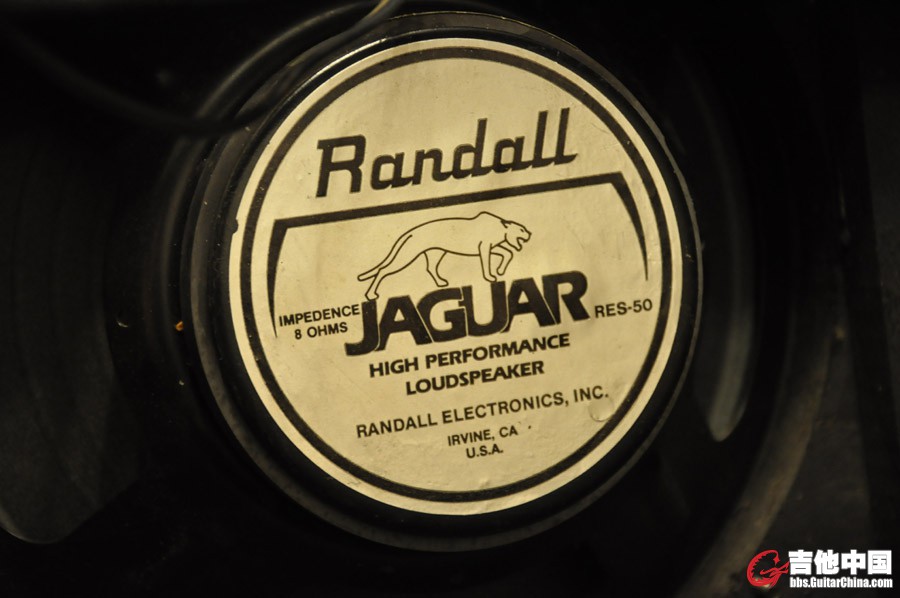 Randall
IMPEDENCE
8 OHMS
JAGUAR
RES-50
HIGH PERFORMANCE
LOUDSPEAKER
RANDALL ELECTRONICS, INC.
IRVINE, CA
U.S.A.
吉他中国
bbs.GuitarChina.com